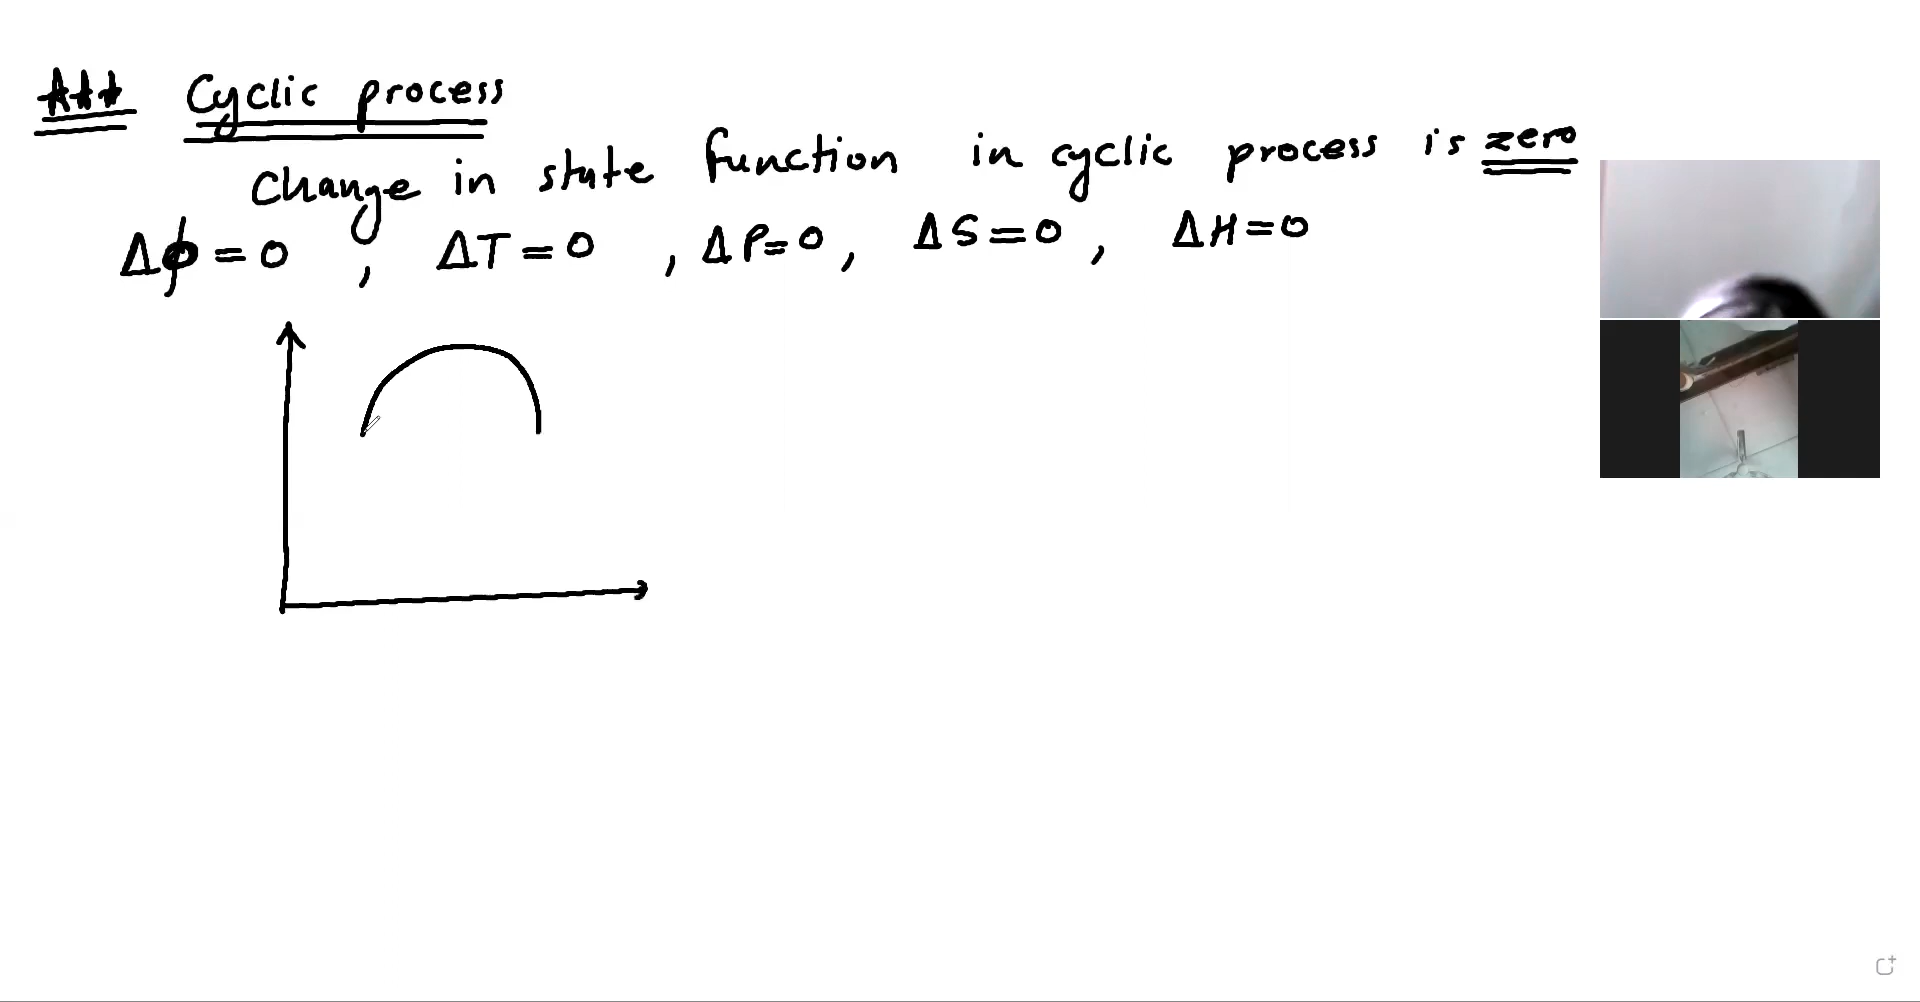 *** Cyclic process
Change in state function in cyclic process is zero
Δϕ=0 , ΔT=0 , ΔP=0, ΔS=0, ΔH=0